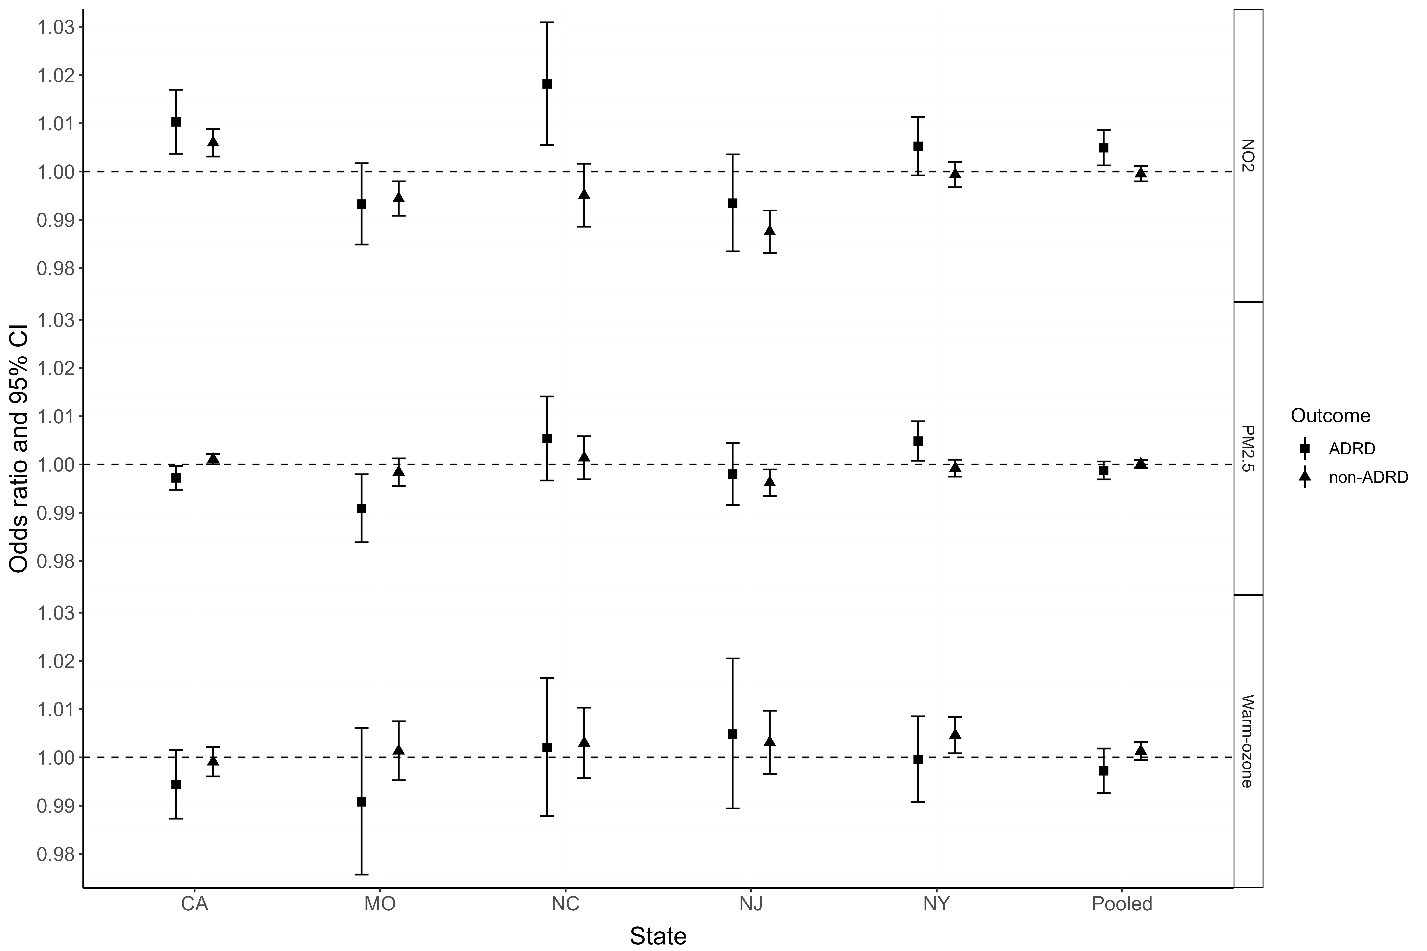 Odds ratio and 95% CI
1.03
1.02
1.01
1.00
0.99
0.98
NO2
1.03
1.02
1.01
1.00
0.99
0.98
PM2.5
1.03
1.02
1.01
1.00
0.99
0.98
Warm-ozone
CA MO NC NJ NY Pooled
State
Outcome
ADRD
non-ADRD